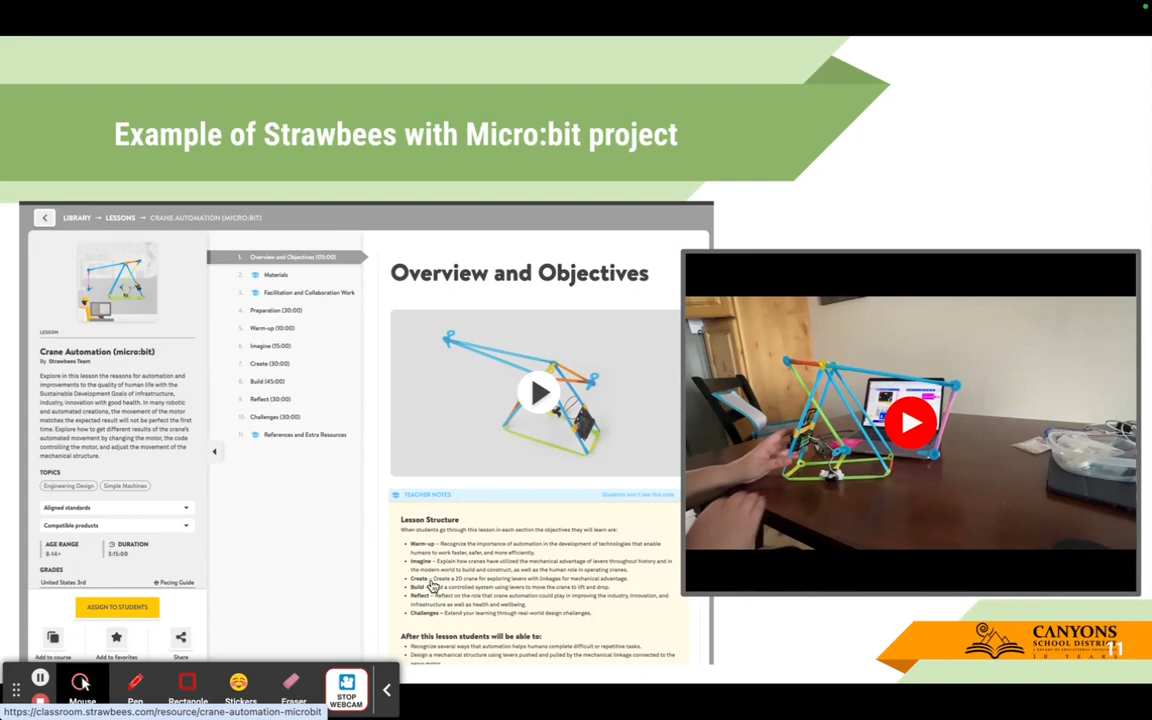 Example of Strawbees with Micro:bit project
LIBRARY → LESSONS → CRANE AUTOMATION (MICRO:BIT)
LESSON
Crane Automation (micro:bit)
By Strawbees Team
Explore in this lesson the reasons for automation and
improvements to the quality of human life with the
Sustainable Development Goals of infrastructure,
industry, innovation with good health. In many robotic
and automated creations, the movement of the motor
matches the expected result will not be perfect the first
time. Explore how to get different results of the crane's
automated movement by changing the motor, the code
controlling the motor, and adjust the movement of the
mechanical structure.
TOPICS
Engineering Design Simple Machines
Aligned standards
Compatible products
AGE RANGE DURATION
8-14+ 3:15:00
GRADES
United States 3rd Pacing Guide
ASSIGN TO STUDENTS
Add to course Add to favorites Share
1. Overview and Objectives (05:00)
2. Materials
3. Facilitation and Collaboration Work
4. Preparation (30:00)
5. Warm-up (10:00)
6. Imagine (15:00)
7. Create (30:00)
8. Build (45:00)
9. Reflect (30:00)
10. Challenges (30:00)
11. References and Extra Resources
Overview and Objectives
TEACHER NOTES Students won't see this note
Lesson Structure
When students go through this lesson in each section the objectives they will learn are:
• Warm-up – Recognize the importance of automation in the development of technologies that enable
humans to work faster, safer, and more efficiently.
• Imagine – Explain how cranes have utilized the mechanical advantage of levers throughout history and in
the modern world to build and construct, as well as the human role in operating cranes.
• Create – Create a 2D crane for exploring levers with linkages for mechanical advantage.
• Build a controlled system using levers to move the crane to lift and drop.
• Reflect – Reflect on the role that crane automation could play in improving the industry, innovation, and
infrastructure as well as health and wellbeing.
• Challenges – Extend your learning through real-world design challenges.
After this lesson students will be able to:
• Recognize several ways that automation helps humans complete difficult or repetitive tasks.
• Design a mechanical structure using levers pushed and pulled by the mechanical linkage connected to the
CANYONS
SCHOOL DISTRICT
10 YEARS
11
Mouse Pen Rectangle Stickers Eraser
STOP
WEBCAM
https://classroom.strawbees.com/resource/crane-automation-microbit